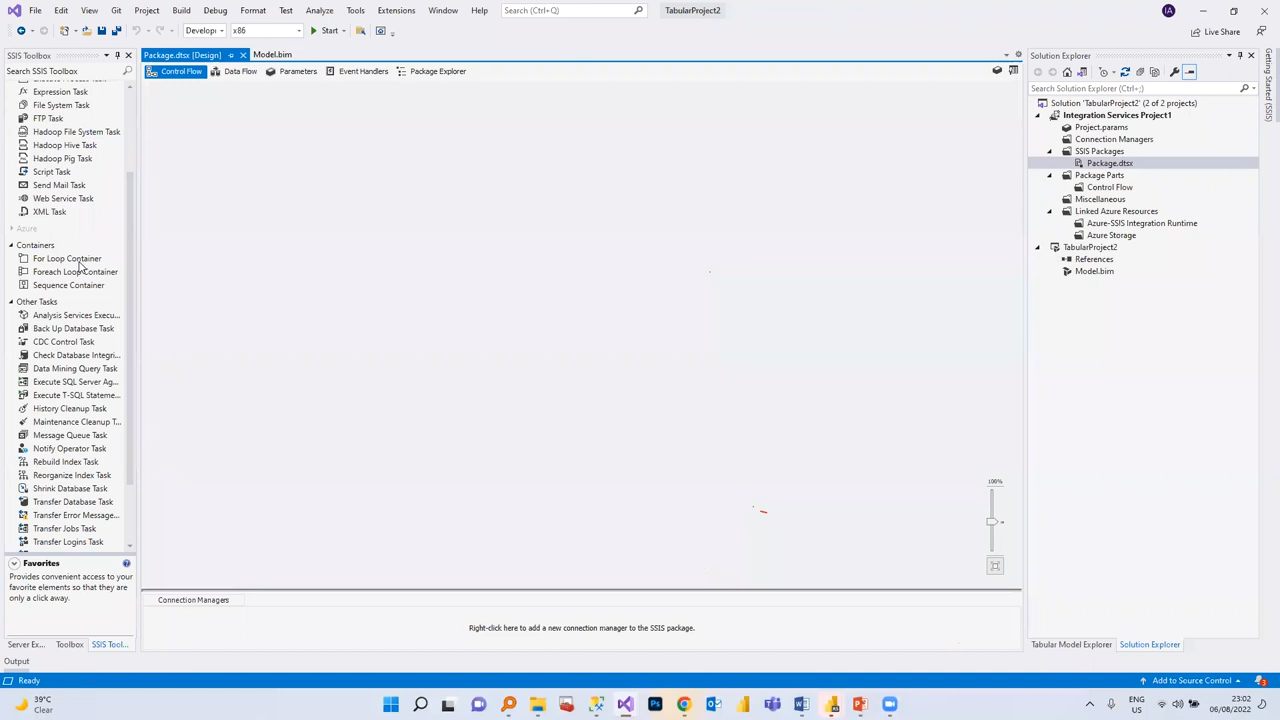 File
Edit
View
Git
Project
Build
Debug
Format
Test
Analyze
Tools
Extensions
Window
Help
Search (Ctrl+Q)
TabularProject2
IA
Develop
x86
Start
Live Share
SSIS Toolbox
Search SSIS Toolbox
Expression Task
File System Task
FTP Task
Hadoop File System Task
Hadoop Hive Task
Hadoop Pig Task
Script Task
Send Mail Task
Web Service Task
XML Task
Azure
Containers
For Loop Container
Foreach Loop Container
Sequence Container
Other Tasks
Analysis Services Execu...
Back Up Database Task
CDC Control Task
Check Database Integri...
Data Mining Query Task
Execute SQL Server Ag...
Execute T-SQL Stateme...
History Cleanup Task
Maintenance Cleanup T...
Message Queue Task
Notify Operator Task
Rebuild Index Task
Reorganize Index Task
Shrink Database Task
Transfer Database Task
Transfer Error Message...
Transfer Jobs Task
Transfer Logins Task
Favorites
Provides convenient access to your
favorite elements so that they are
only a click away.
Server Ex...
Toolbox
SSIS Tool...
Package.dtsx [Design]
Model.bim
Control Flow
Data Flow
Parameters
Event Handlers
Package Explorer
100%
Connection Managers
Right-click here to add a new connection manager to the SSIS package.
Solution Explorer
Search Solution Explorer (Ctrl+;)
Solution 'TabularProject2' (2 of 2 projects)
Integration Services Project1
Project.params
Connection Managers
SSIS Packages
Package.dtsx
Package Parts
Control Flow
Miscellaneous
Linked Azure Resources
Azure-SSIS Integration Runtime
Azure Storage
TabularProject2
References
Model.bim
Tabular Model Explorer
Solution Explorer
Getting Started (SSIS)
Output
Ready
Add to Source Control
39°C
Clear
ENG
US
23:02
06/08/2022